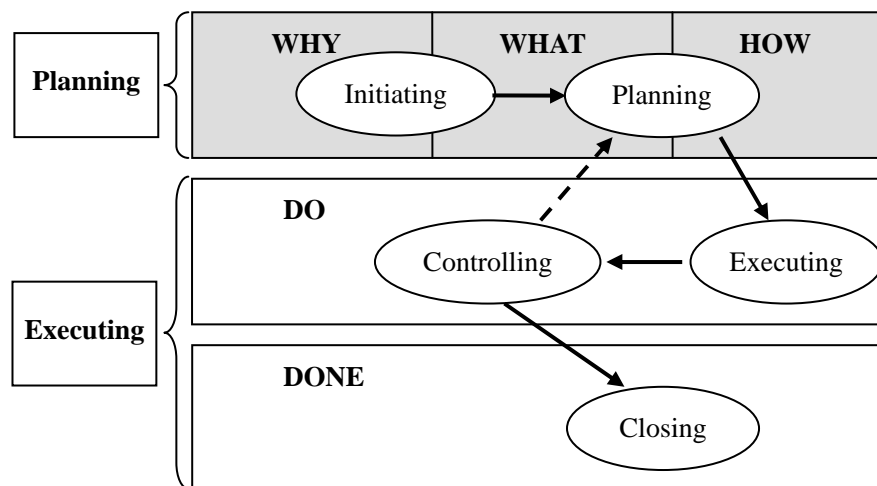 WHY WHAT HOW
Planning
Initiating Planning
DO
Controlling Executing
Executing
DONE
Closing